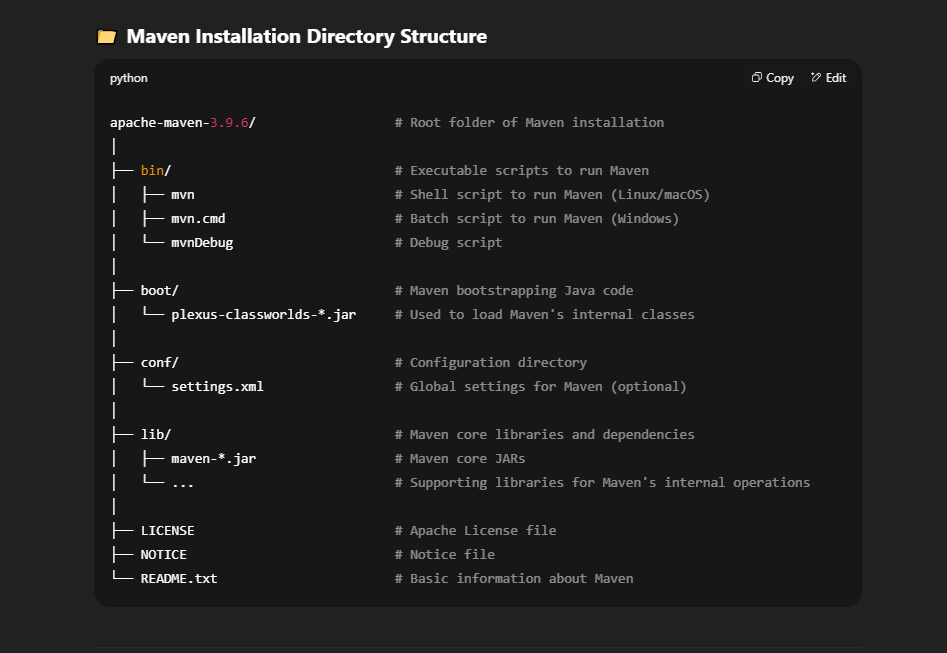 📁 Maven Installation Directory Structure
python Copy Edit
apache-maven-3.9.6/                  # Root folder of Maven installation
│
├── bin/                             # Executable scripts to run Maven
│   ├── mvn                          # Shell script to run Maven (Linux/macOS)
│   ├── mvn.cmd                      # Batch script to run Maven (Windows)
│   └── mvnDebug                     # Debug script
│
├── boot/                            # Maven bootstrapping Java code
│   └── plexus-classworlds-*.jar     # Used to load Maven's internal classes
│
├── conf/                            # Configuration directory
│   └── settings.xml                 # Global settings for Maven (optional)
│
├── lib/                             # Maven core libraries and dependencies
│   ├── maven-*.jar                  # Maven core JARs
│   └── ...                          # Supporting libraries for Maven's internal operations
│
├── LICENSE                          # Apache License file
├── NOTICE                           # Notice file
└── README.txt                       # Basic information about Maven